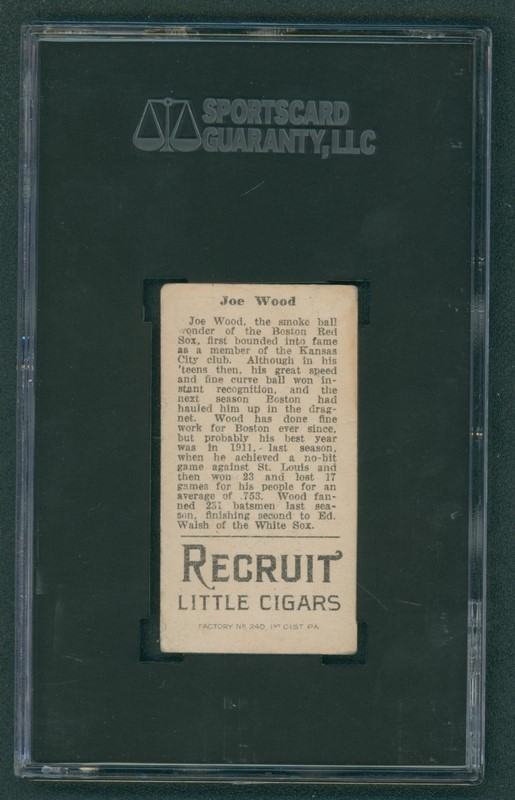 SPORTSCARD
GUARANTY, LLC
Joe Wood
Joe Wood, the smoke ball
wonder of the Boston Red
Sox, first bounded into fame
as a member of the Kansas
City club. Although in his
'teens then, his great speed
and fine curve ball won in-
stant recognition, and the
next season Boston had
hauled him up in the drag-
net. Wood has done fine
work for Boston ever since,
but probably his best year
was in 1911, last season,
when he achieved a no-hit
game against St. Louis and
then won 23 and lost 17
games for his people for an
average of .753. Wood fan-
ned 231 batsmen last sea-
son, finishing second to Ed.
Walsh of the White Sox.
RECRUIT
LITTLE CIGARS
FACTORY No. 240, 1ST DIST. PA.